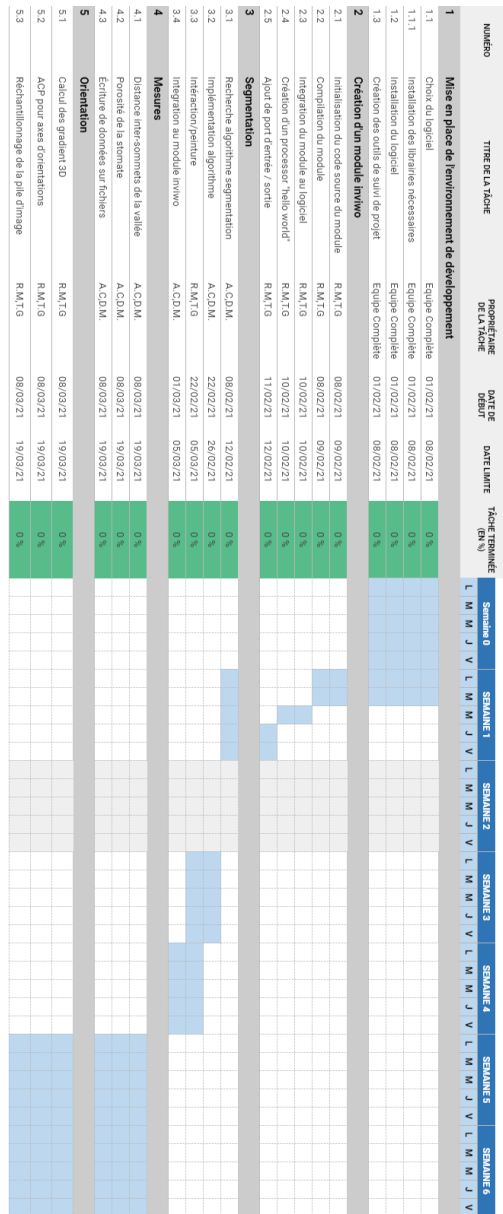 NUMÉRO TITRE DE LA TÂCHE PROPRIÉTAIRE DE LA TÂCHE DATE DE DÉBUT DATE LIMITE TÂCHE TERMINÉE (EN %) Semaine 0 SEMAINE 1 SEMAINE 2 SEMAINE 3 SEMAINE 4 SEMAINE 5 SEMAINE 6
L M M J V L M M J V L M M J V L M M J V L M M J V L M M J V L M M J V
1 Mise en place de l'environnement de développement
1.1 Choix du logiciel Equipe Complète 01/02/21 08/02/21 0 %
1.1.1 Installation des librairies nécessaires Equipe Complète 01/02/21 08/02/21 0 %
1.2 Installation du logiciel Equipe Complète 01/02/21 08/02/21 0 %
1.3 Création des outils de suivi de projet Equipe Complète 01/02/21 08/02/21 0 %
2 Création d'un module inviwo
2.1 Initialisation du code source du module R.M,T.G 08/02/21 09/02/21 0 %
2.2 Compilation du module R.M,T.G 08/02/21 09/02/21 0 %
2.3 Integration du module au logiciel R.M,T.G 10/02/21 10/02/21 0 %
2.4 Création d'un processor "hello world" R.M,T.G 10/02/21 10/02/21 0 %
2.5 Ajout de port d'entrée / sortie R.M,T.G 11/02/21 12/02/21 0 %
3 Segmentation
3.1 Recherche algorithme segmentation A.C,D.M. 08/02/21 12/02/21 0 %
3.2 Implémentation algorithme A.C,D.M. 22/02/21 26/02/21 0 %
3.3 Intéraction/peinture R.M,T.G 22/02/21 05/03/21 0 %
3.4 Integration au module inviwo A.C,D.M. 01/03/21 05/03/21 0 %
4 Mesures
4.1 Distance inter-sommets de la vallée A.C,D.M. 08/03/21 19/03/21 0 %
4.2 Porosité de la stomate A.C,D.M. 08/03/21 19/03/21 0 %
4.3 Écriture de données sur fichiers A.C,D.M. 08/03/21 19/03/21 0 %
5 Orientation
5.1 Calcul des gradient 3D R.M,T.G 08/03/21 19/03/21 0 %
5.2 ACP pour axes d'orientations R.M,T.G 08/03/21 19/03/21 0 %
5.3 Réchantillonnage de la pile d'image R.M,T.G 08/03/21 19/03/21 0 %